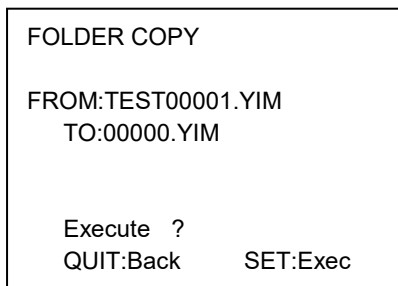 FOLDER COPY
FROM:TEST00001.YIM
TO:00000.YIM
Execute ?
QUIT:Back SET:Exec